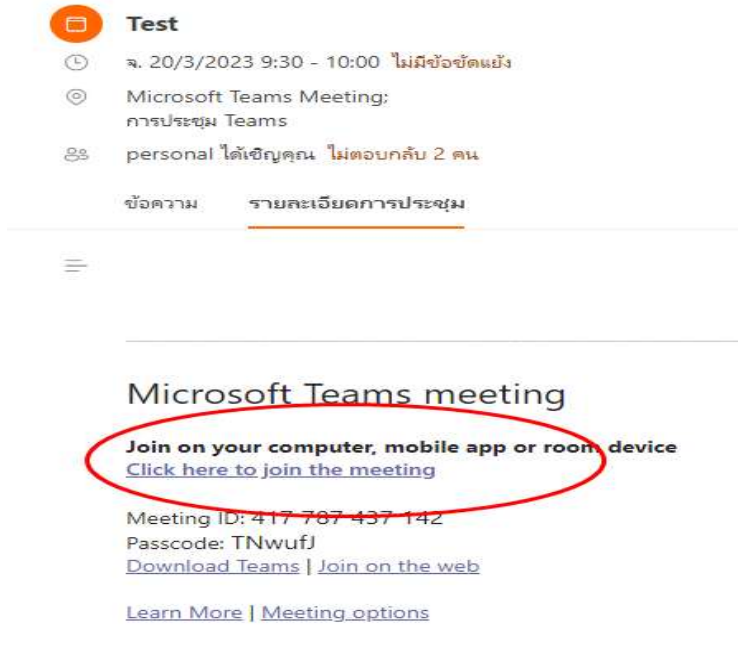 Test
จ. 20/3/2023 9:30 - 10:00 ไม่มีข้อขัดแย้ง
Microsoft Teams Meeting;
การประชุม Teams
personal ได้เชิญคุณ ไม่ตอบกลับ 2 คน
ข้อความ รายละเอียดการประชุม
Microsoft Teams meeting
Join on your computer, mobile app or room device
Click here to join the meeting
Meeting ID: 417 787 437 142
Passcode: TNwufJ
Download Teams | Join on the web
Learn More | Meeting options